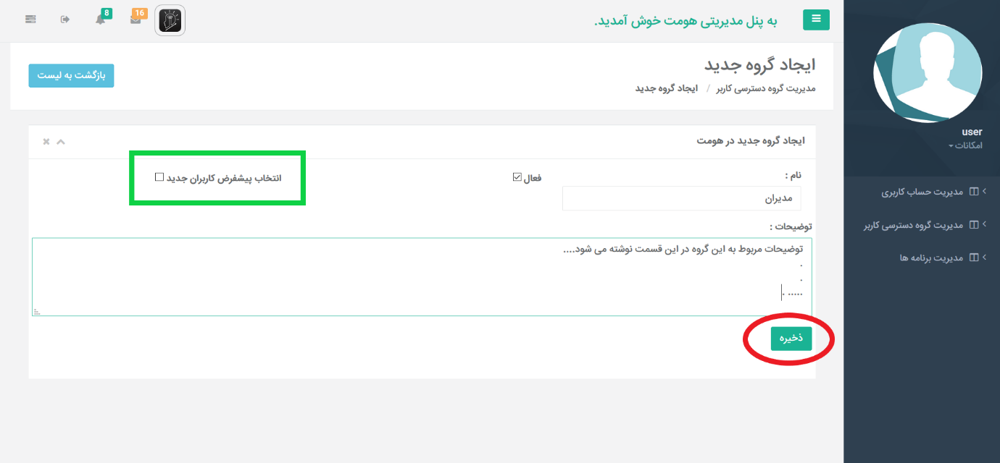 به پنل مدیریتی هومت خوش آمدید.
16
8
user
امکانات
مدیریت حساب کاربری
مدیریت گروه دسترسی کاربر
مدیریت برنامه ها
ایجاد گروه جدید
مدیریت گروه دسترسی کاربر / ایجاد گروه جدید
بازگشت به لیست
ایجاد گروه جدید در هومت
نام :
فعال
انتخاب پیشفرض کاربران جدید
مدیران
توضیحات :
توضیحات مربوط به این گروه در این قسمت نوشته می شود....
.
.
..... .
ذخیره